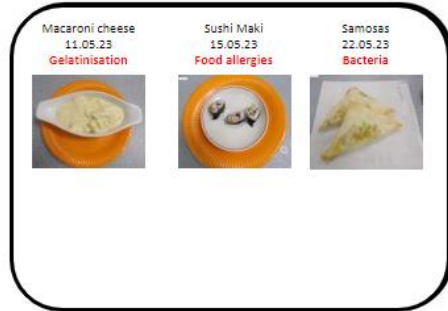 Macaroni cheese
11.05.23
Gelatinisation
Sushi Maki
15.05.23
Food allergies
Samosas
22.05.23
Bacteria